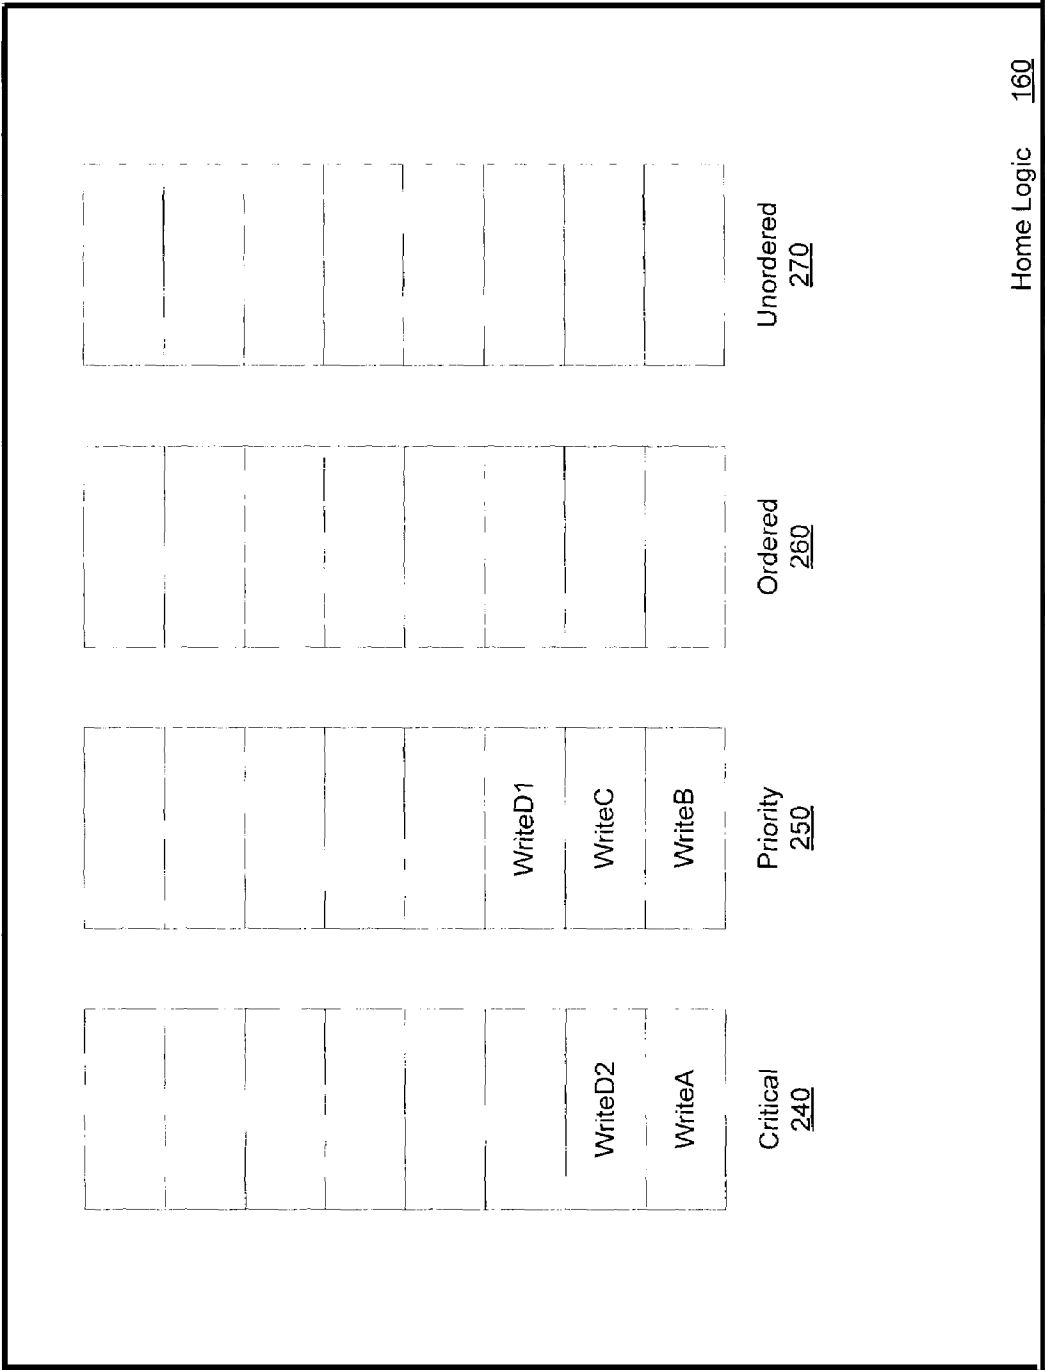 WriteD1
WriteD2 WriteC
WriteA WriteB
Critical Priority Ordered Unordered
240 250 260 270
Home Logic 160